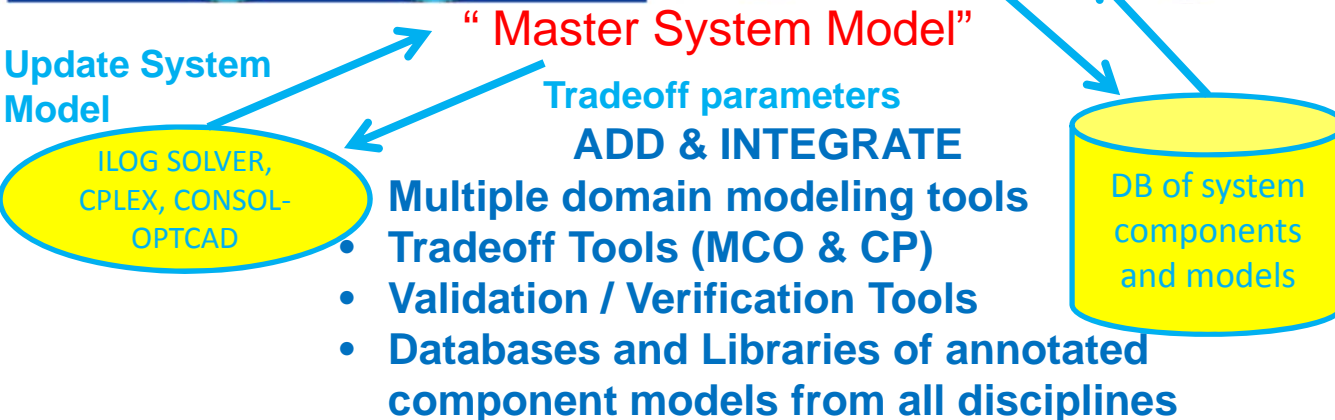 “ Master System Model”
Update System
Model
Tradeoff parameters
ADD & INTEGRATE
ILOG SOLVER,
CPLEX, CONSOL-
OPTCAD
Multiple domain modeling tools
• Tradeoff Tools (MCO & CP)
• Validation / Verification Tools
• Databases and Libraries of annotated
component models from all disciplines
DB of system
components
and models